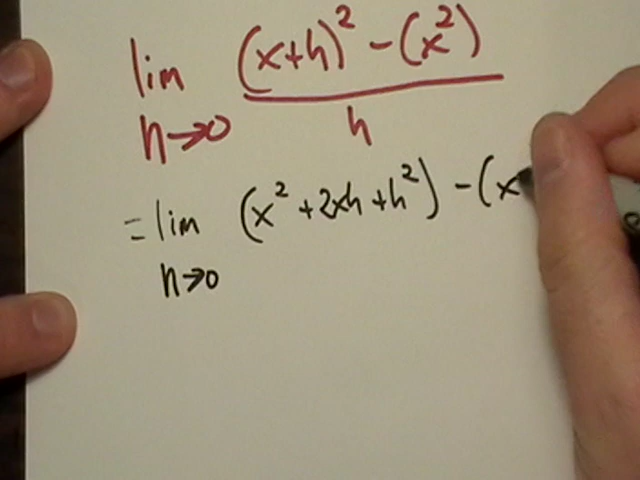 lim (x+h)² - (x²)
h→0 h
= lim (x² + 2xh + h²) - (x
h→0